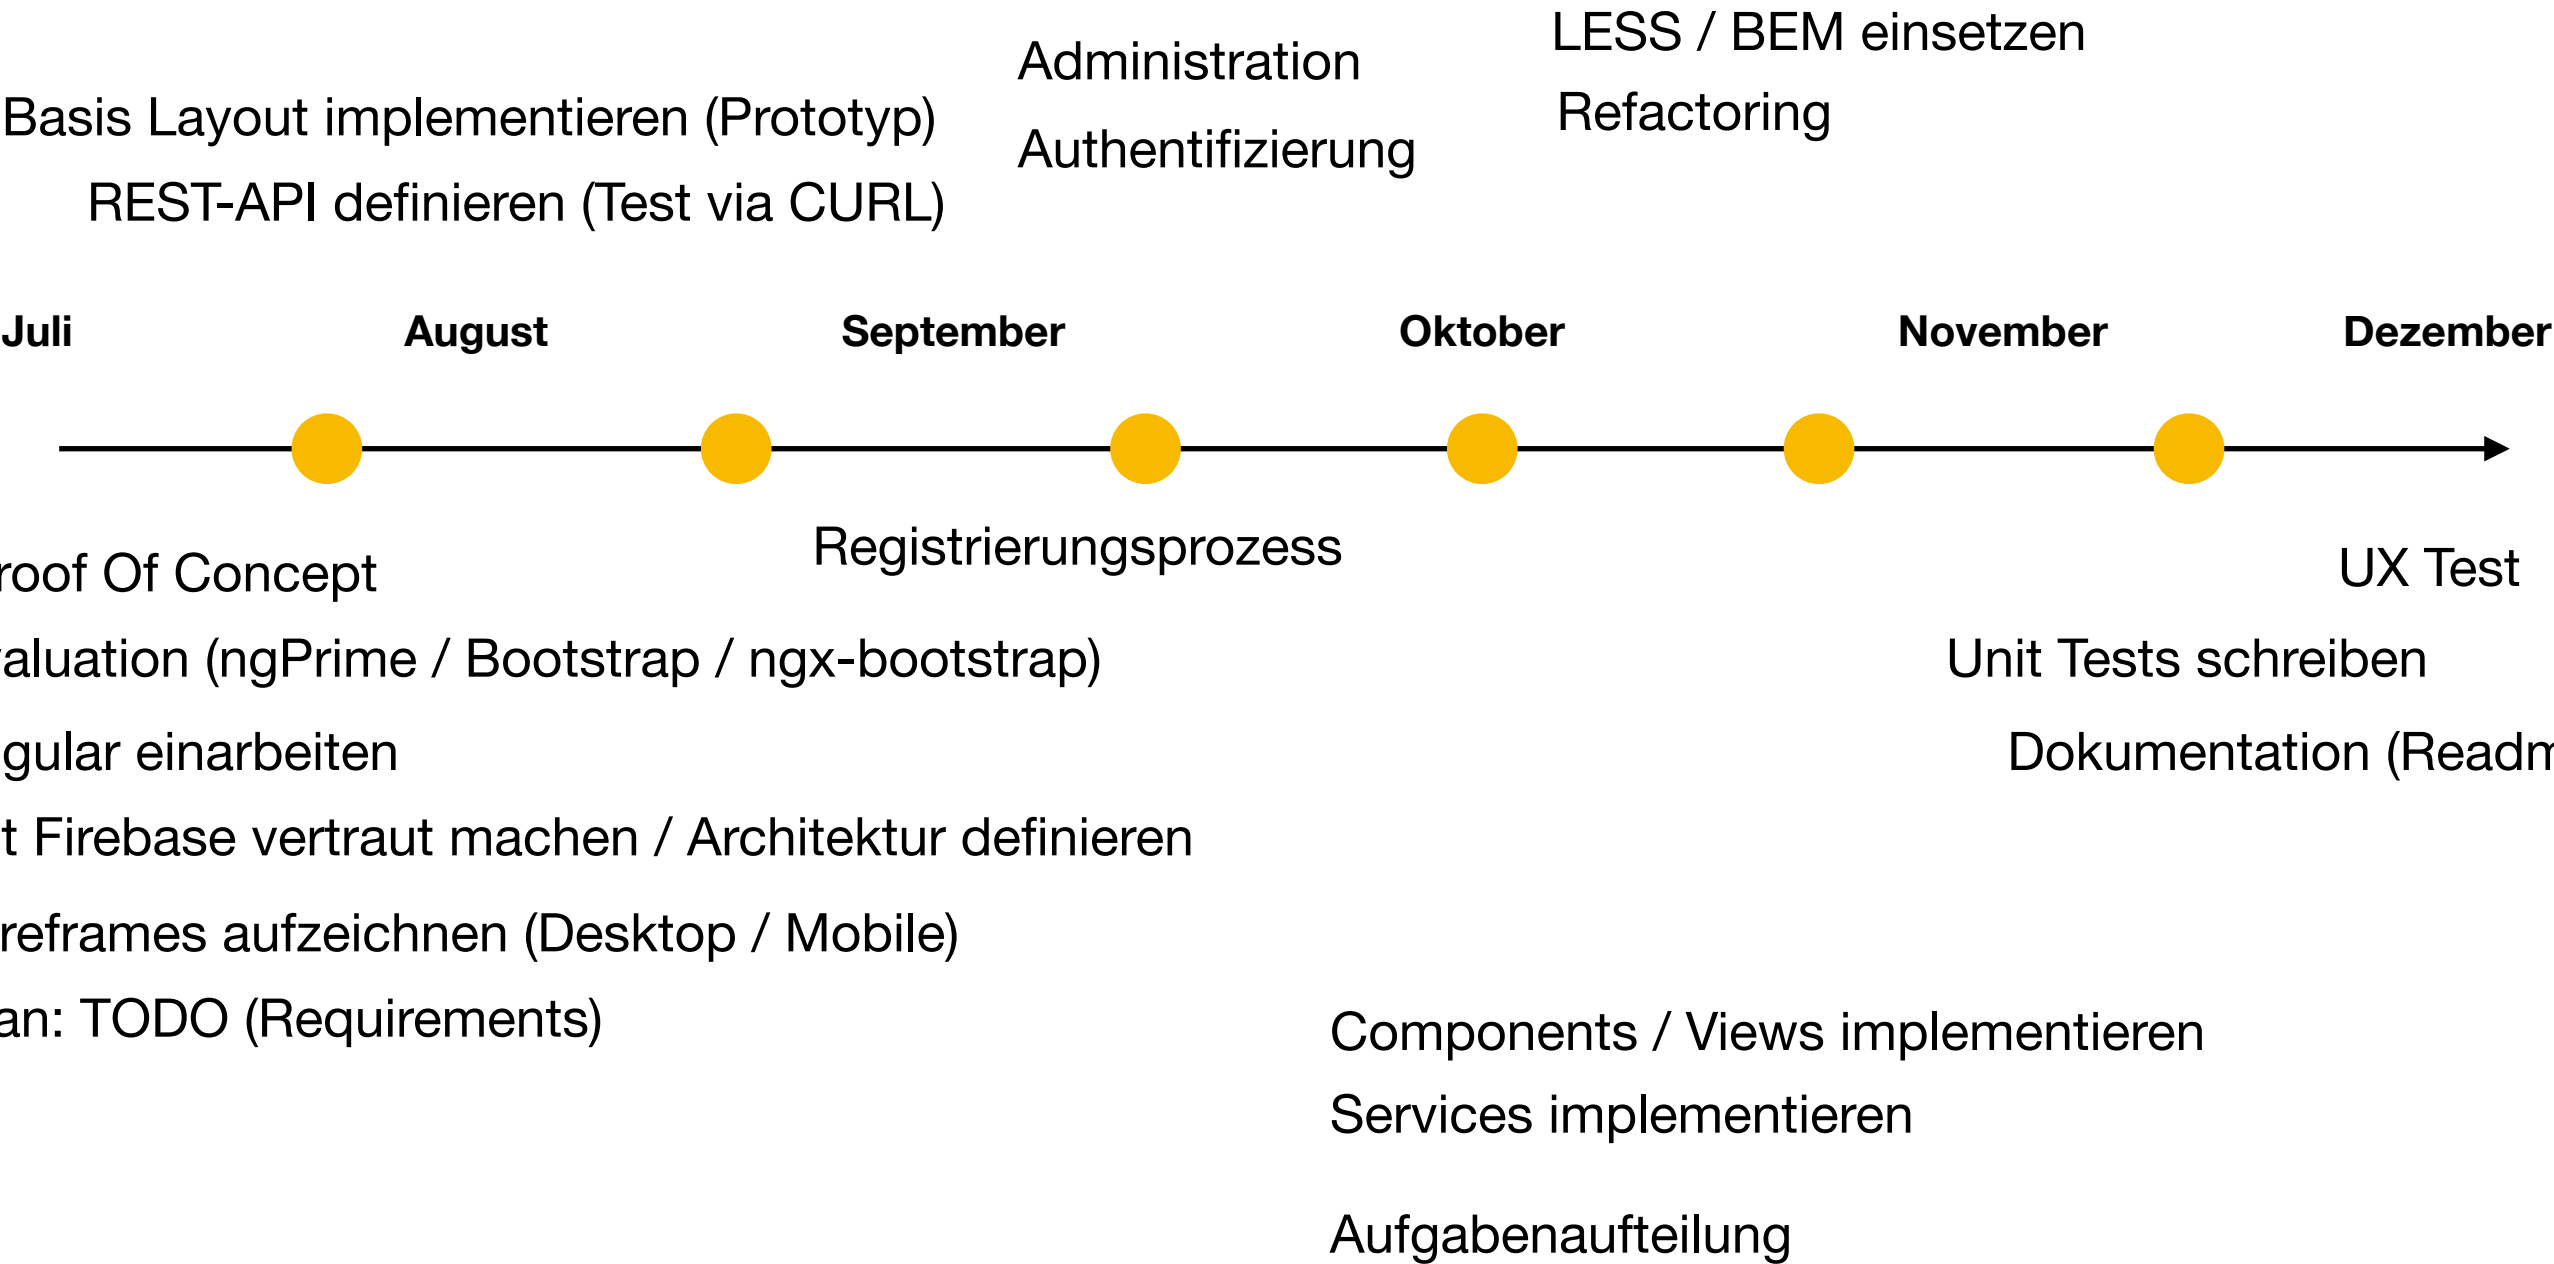 LESS / BEM einsetzen
Administration
Refactoring
Basis Layout implementieren (Prototyp)
Authentifizierung
REST-API definieren (Test via CURL)
Juli August September Oktober November Dezember
Registrierungsprozess
roof Of Concept
UX Test
valuation (ngPrime / Bootstrap / ngx-bootstrap)
Unit Tests schreiben
gular einarbeiten
Dokumentation (Readm
t Firebase vertraut machen / Architektur definieren
reframes aufzeichnen (Desktop / Mobile)
an: TODO (Requirements)
Components / Views implementieren
Services implementieren
Aufgabenaufteilung